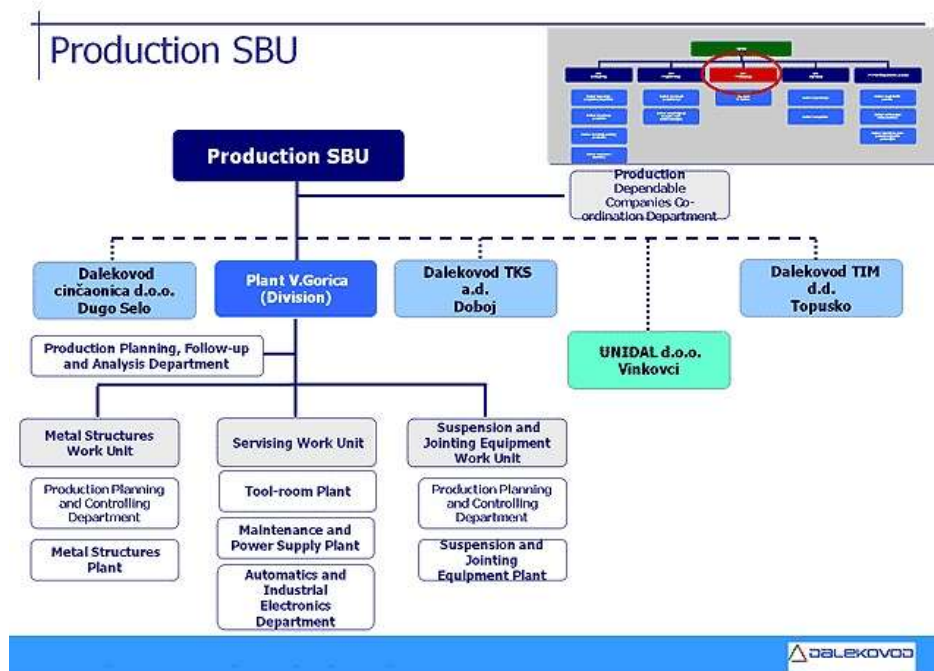 Production SBU
Production SBU
Production
Dependable
Companies Co-
ordination Department
Dalekovod
cinčaonica d.o.o.
Dugo Selo
Plant V.Gorica
(Division)
Dalekovod TKS
a.d.
Doboj
Dalekovod TIM
d.d.
Topusko
UNIDAL d.o.o.
Vinkovci
Production Planning, Follow-up
and Analysis Department
Metal Structures
Work Unit
Servising Work Unit
Suspension and
Jointing Equipment
Work Unit
Production Planning
and Controlling
Department
Tool-room Plant
Production Planning
and Controlling
Department
Maintenance and
Power Supply Plant
Metal Structures
Plant
Suspension and
Jointing
Equipment Plant
Automatics and
Industrial
Electronics
Department
DALEKOVOD